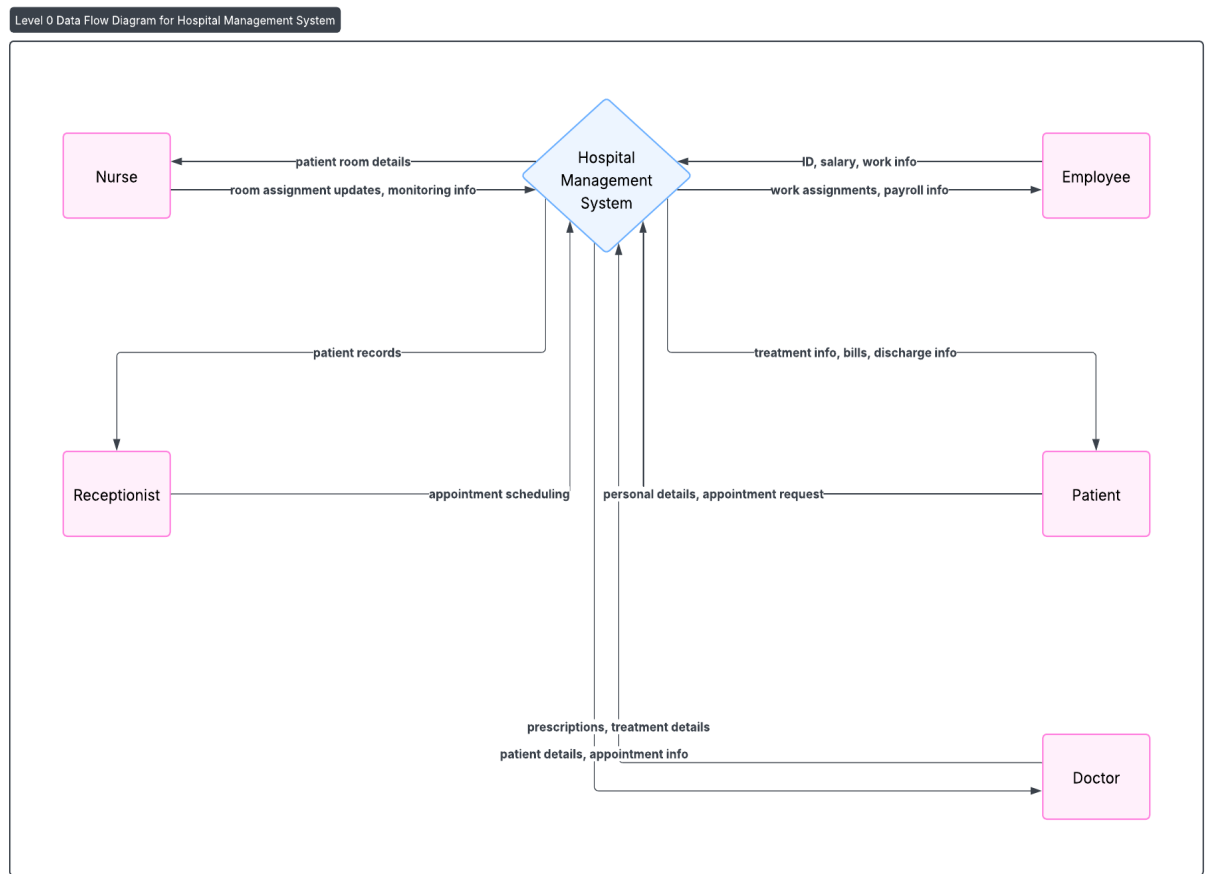 Level 0 Data Flow Diagram for Hospital Management System
Nurse
patient room details
room assignment updates, monitoring info
Hospital
Management
System
ID, salary, work info
work assignments, payroll info
Employee
patient records
treatment info, bills, discharge info
Receptionist
appointment scheduling
personal details, appointment request
Patient
prescriptions, treatment details
patient details, appointment info
Doctor